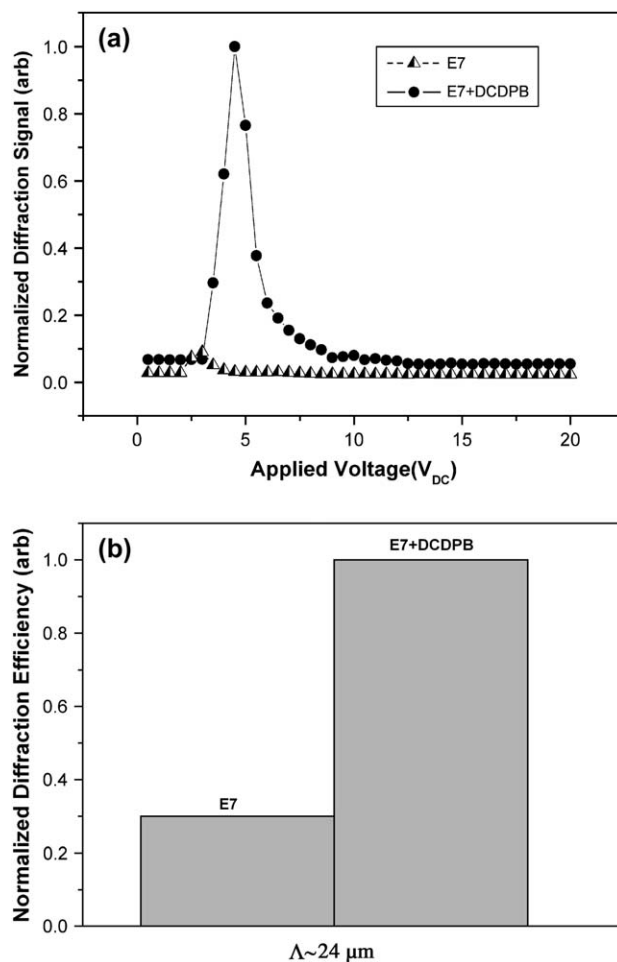 (a)
E7
E7+DCDPB
Normalized Diffraction Signal (arb)
1.0
0.8
0.6
0.4
0.2
0.0
0 5 10 15 20
Applied Voltage(V_DC)
(b)
E7+DCDPB
Normalized Diffraction Efficiency (arb)
1.0
0.8
0.6
0.4
0.2
0.0
E7
Λ~24 μm